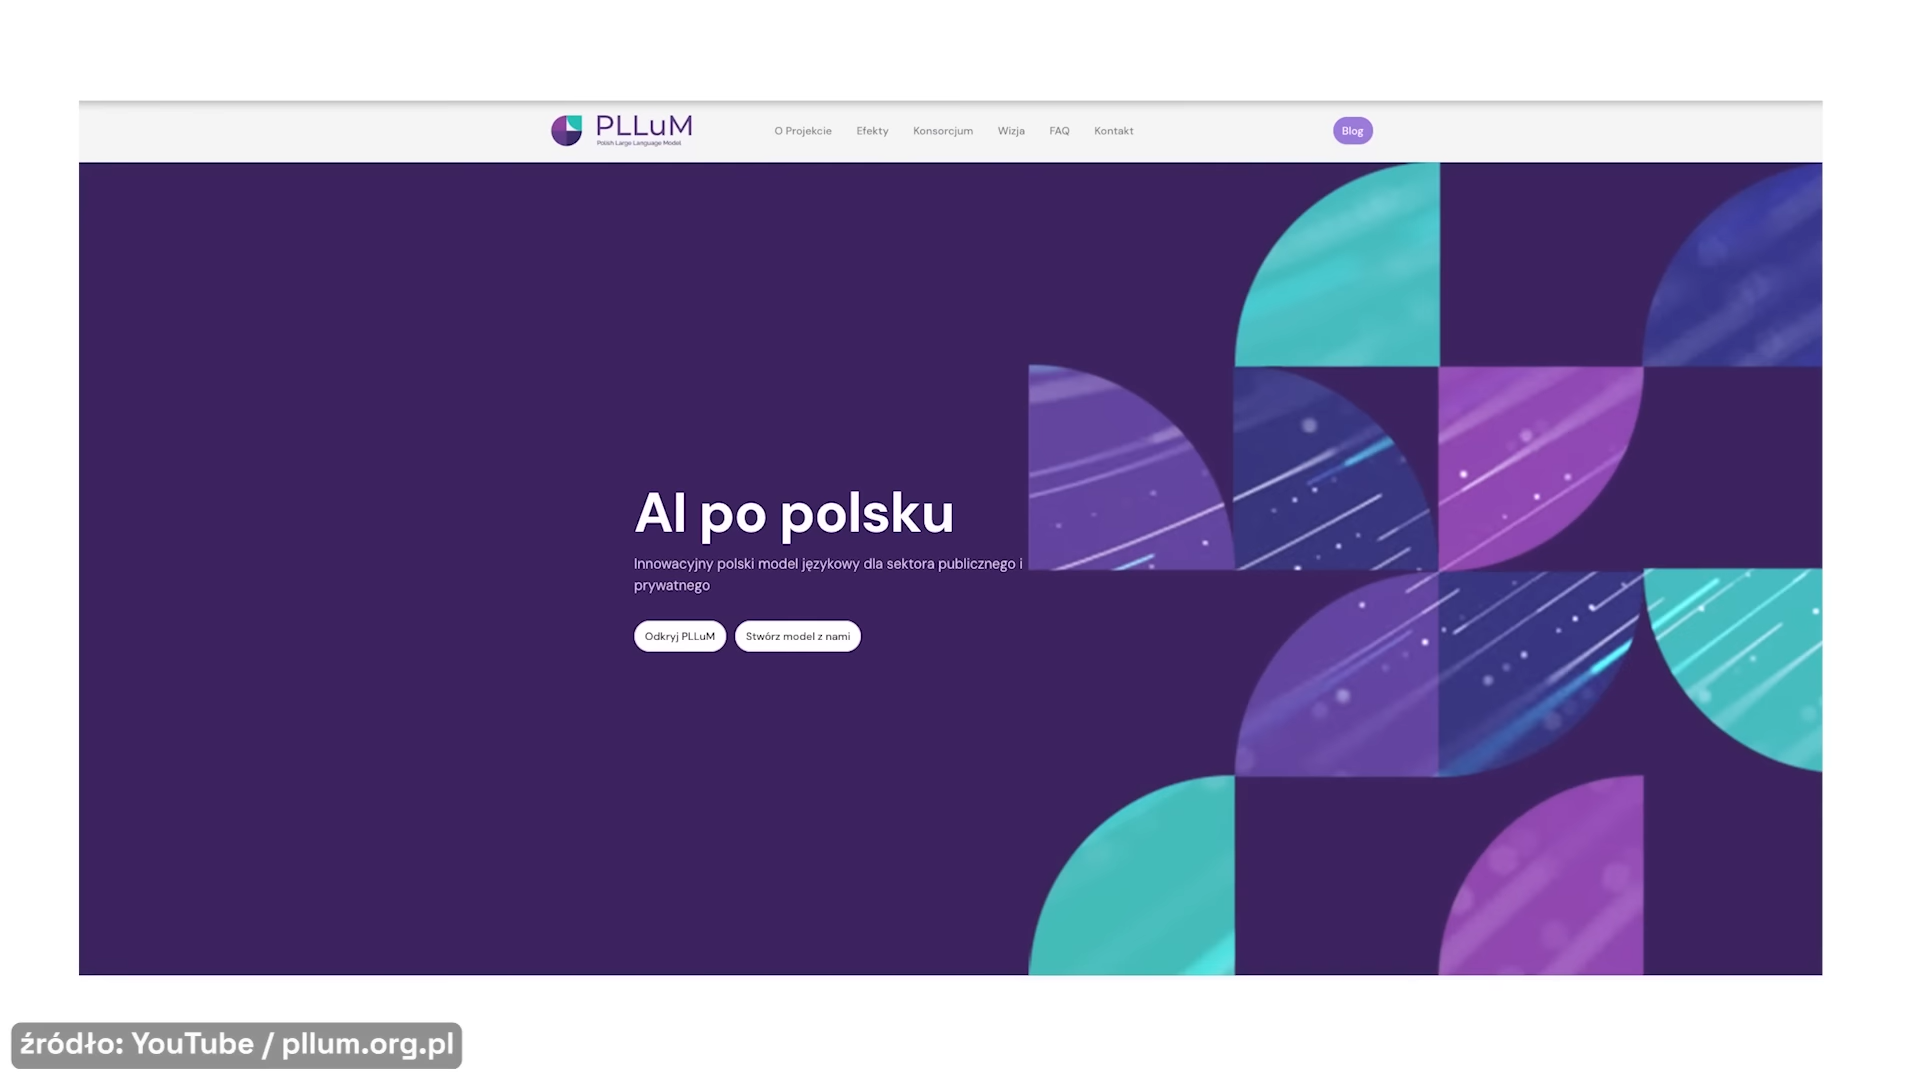 PLLuM
Polish Large Language Model
O Projekcie
Efekty
Konsorcjum
Wizja
FAQ
Kontakt
Blog
AI po polsku
Innowacyjny polski model językowy dla sektora publicznego i
prywatnego
Odkryj PLLuM
Stwórz model z nami
źródło: YouTube / pllum.org.pl